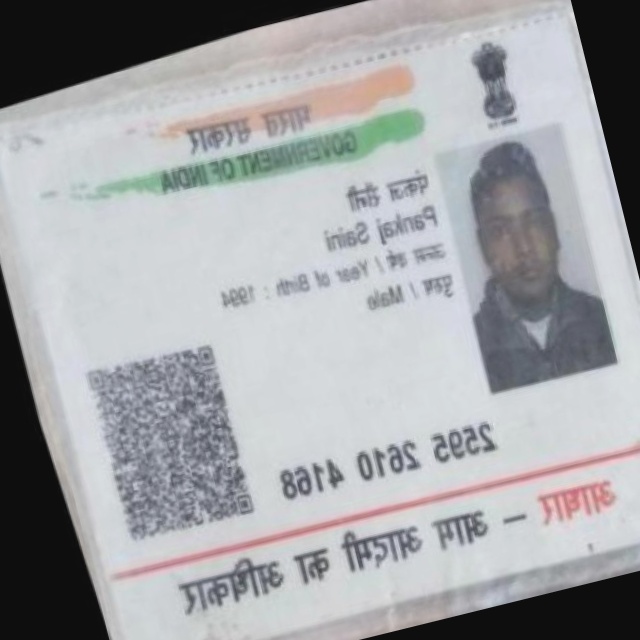 भारत सरकार
GOVERNMENT OF INDIA
पंकज सैनी
Pankaj Saini
जन्म वर्ष / Year of Birth : 1994
पुरुष / Male
2595 2610 4168
आधार – आम आदमी का अधिकार